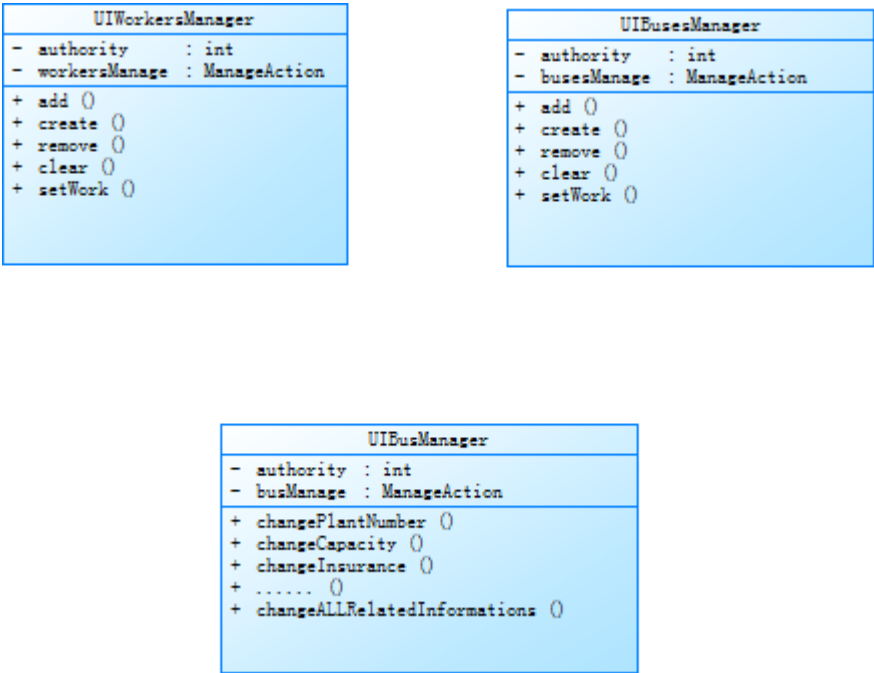 UIWorkersManager
- authority : int
- workersManage : ManageAction
+ add ()
+ create ()
+ remove ()
+ clear ()
+ setWork ()
UIBusesManager
- authority : int
- busesManage : ManageAction
+ add ()
+ create ()
+ remove ()
+ clear ()
+ setWork ()
UIBusManager
- authority : int
- busManage : ManageAction
+ changePlantNumber ()
+ changeCapacity ()
+ changeInsurance ()
+ ...... ()
+ changeALLRelatedInformations ()